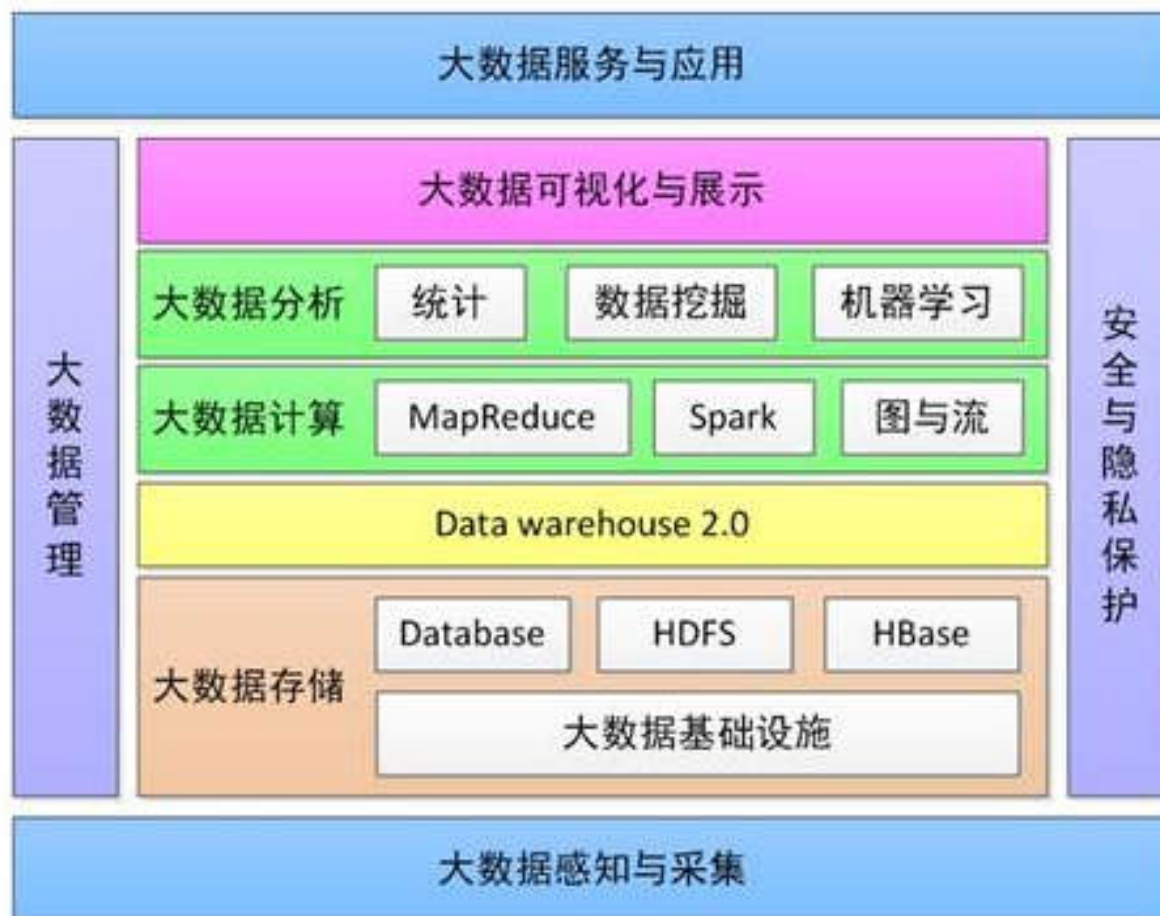 大数据服务与应用
大数据管理
大数据可视化与展示
大数据分析 统计 数据挖掘 机器学习
大数据计算 MapReduce Spark 图与流
Data warehouse 2.0
大数据存储
Database HDFS HBase
大数据基础设施
安全与隐私保护
大数据感知与采集